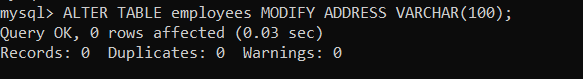 mysql> ALTER TABLE employees MODIFY ADDRESS VARCHAR(100);
Query OK, 0 rows affected (0.03 sec)
Records: 0  Duplicates: 0  Warnings: 0